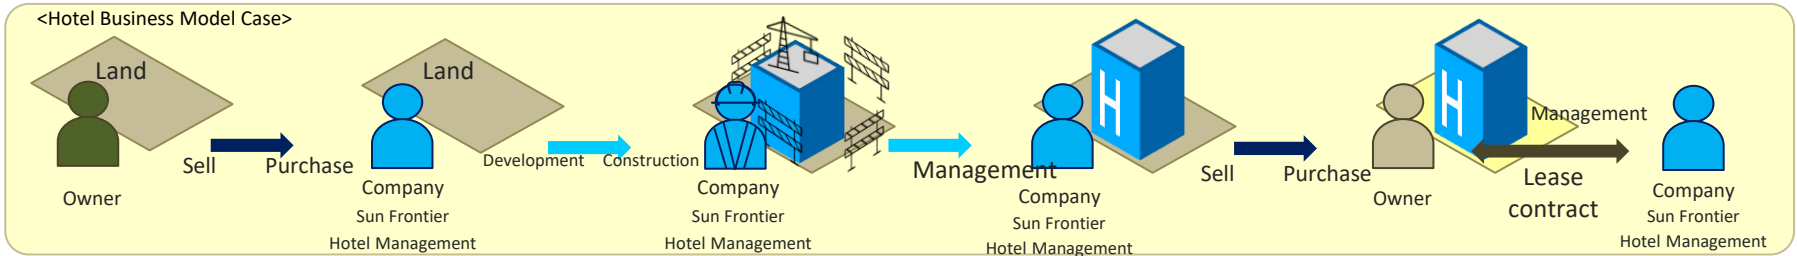 <Hotel Business Model Case>
Land
Owner
Sell
Purchase
Land
Company
Sun Frontier
Hotel Management
Development
Construction
Company
Sun Frontier
Hotel Management
Management
H
Company
Sun Frontier
Hotel Management
Sell
Purchase
H
Owner
Management
Lease
contract
Company
Sun Frontier
Hotel Management